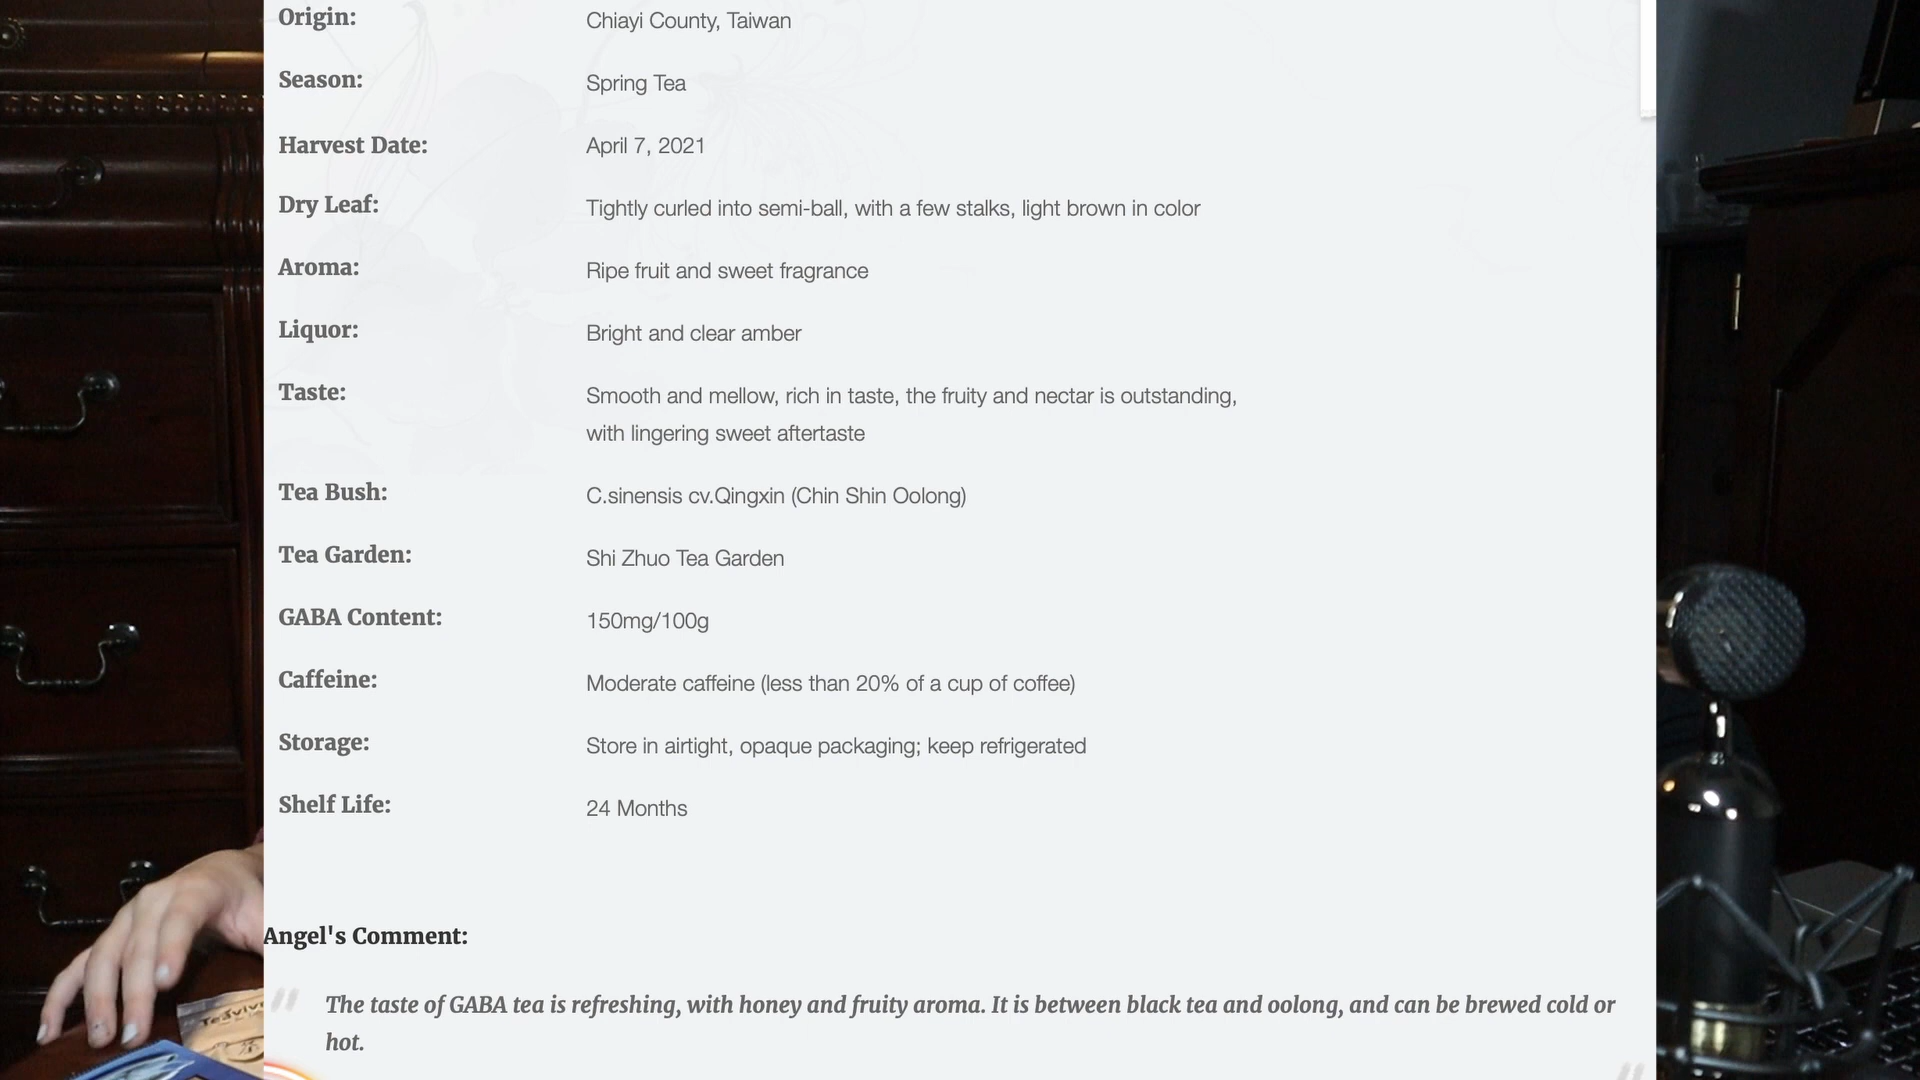 Origin: Chiayi County, Taiwan
Season: Spring Tea
Harvest Date: April 7, 2021
Dry Leaf: Tightly curled into semi-ball, with a few stalks, light brown in color
Aroma: Ripe fruit and sweet fragrance
Liquor: Bright and clear amber
Taste: Smooth and mellow, rich in taste, the fruity and nectar is outstanding,
with lingering sweet aftertaste
Tea Bush: C.sinensis cv.Qingxin (Chin Shin Oolong)
Tea Garden: Shi Zhuo Tea Garden
GABA Content: 150mg/100g
Caffeine: Moderate caffeine (less than 20% of a cup of coffee)
Storage: Store in airtight, opaque packaging; keep refrigerated
Shelf Life: 24 Months
Angel's Comment:
" The taste of GABA tea is refreshing, with honey and fruity aroma. It is between black tea and oolong, and can be brewed cold or
hot. "